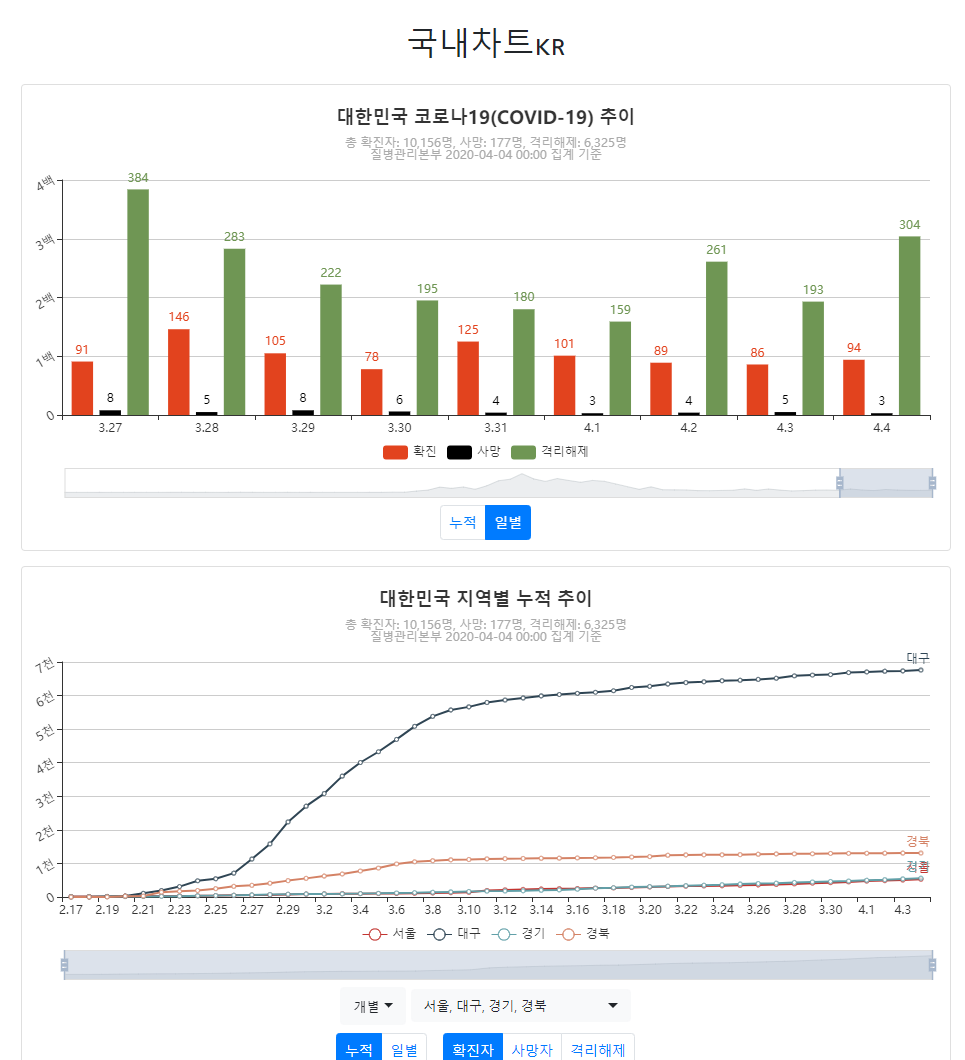 국내차트KR
대한민국 코로나19(COVID-19) 추이
총 확진자: 10,156명, 사망: 177명, 격리해제: 6,325명
질병관리본부 2020-04-04 00:00 집계 기준
4백
3백
2백
1백
0
91 8 384
146 5 283
105 8 222
78 6 195
125 4 180
101 3 159
89 4 261
86 5 193
94 3 304
3.27 3.28 3.29 3.30 3.31 4.1 4.2 4.3 4.4
확진 사망 격리해제
누적 일별
대한민국 지역별 누적 추이
총 확진자: 10,156명, 사망: 177명, 격리해제: 6,325명
질병관리본부 2020-04-04 00:00 집계 기준
7천
6천
5천
4천
3천
2천
1천
0
대구
경북
2.17 2.19 2.21 2.23 2.25 2.27 2.29 3.2 3.4 3.6 3.8 3.10 3.12 3.14 3.16 3.18 3.20 3.22 3.24 3.26 3.28 3.30 4.1 4.3
서울 대구 경기 경북
개별 서울, 대구, 경기, 경북
누적 일별 확진자 사망자 격리해제